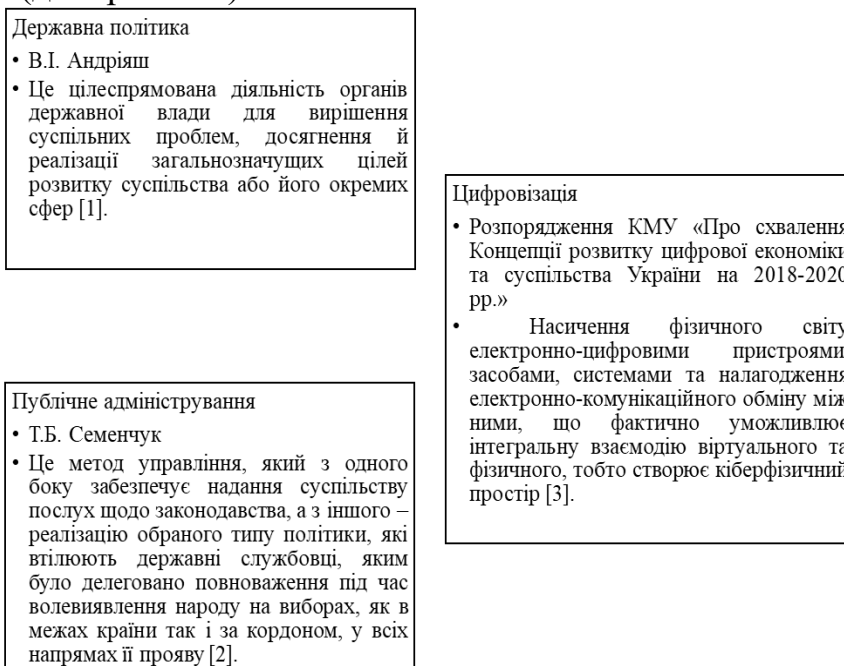 Державна політика
• В.І. Андріяш
• Це цілеспрямована діяльність органів
державної влади для вирішення
суспільних проблем, досягнення й
реалізації загальнозначущих цілей
розвитку суспільства або його окремих
сфер [1].
Цифровізація
• Розпорядження КМУ «Про схвалення
Концепції розвитку цифрової економіки
та суспільства України на 2018-2020
рр.»
• Насичення фізичного світу
електронно-цифровими пристроями,
засобами, системами та налагодження
електронно-комунікаційного обміну між
ними, що фактично уможливлює
інтегральну взаємодію віртуального та
фізичного, тобто створює кіберфізичний
простір [3].
Публічне адміністрування
• Т.Б. Семенчук
• Це метод управління, який з одного
боку забезпечує надання суспільству
послух щодо законодавства, а з іншого –
реалізацію обраного типу політики, які
втілюють державні службовці, яким
було делеговано повноваження під час
волевиявлення народу на виборах, як в
межах країни так і за кордоном, у всіх
напрямах її прояву [2].